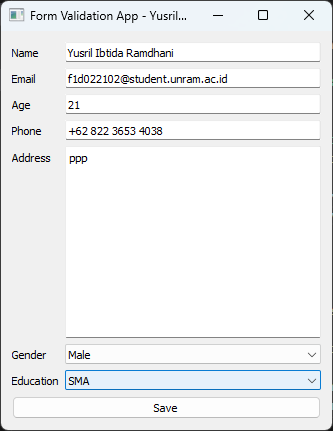 Form Validation App - Yusril...
Name Yusril Ibtida Ramdhani
Email f1d022102@student.unram.ac.id
Age 21
Phone +62 822 3653 4038
Address ppp
Gender Male
Education SMA
Save